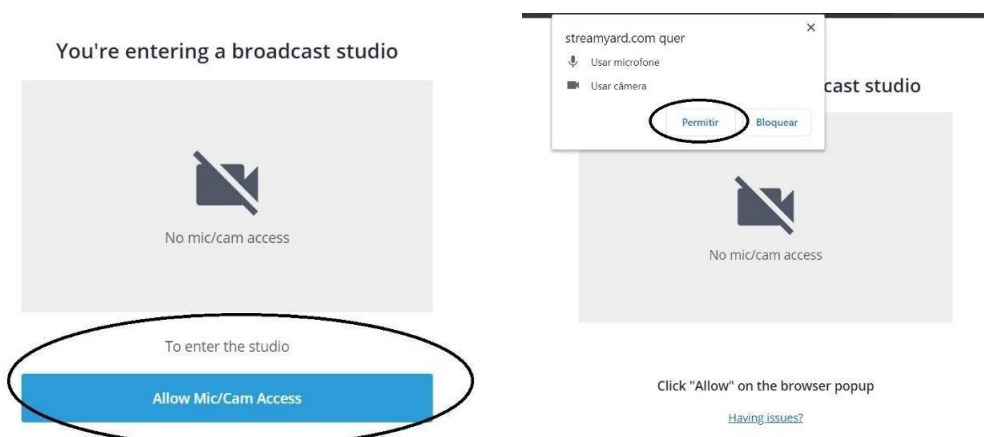 You're entering a broadcast studio
No mic/cam access
To enter the studio
Allow Mic/Cam Access
streamyard.com quer
Usar microfone
Usar câmera
Permitir
Bloquear
cast studio
No mic/cam access
Click "Allow" on the browser popup
Having issues?